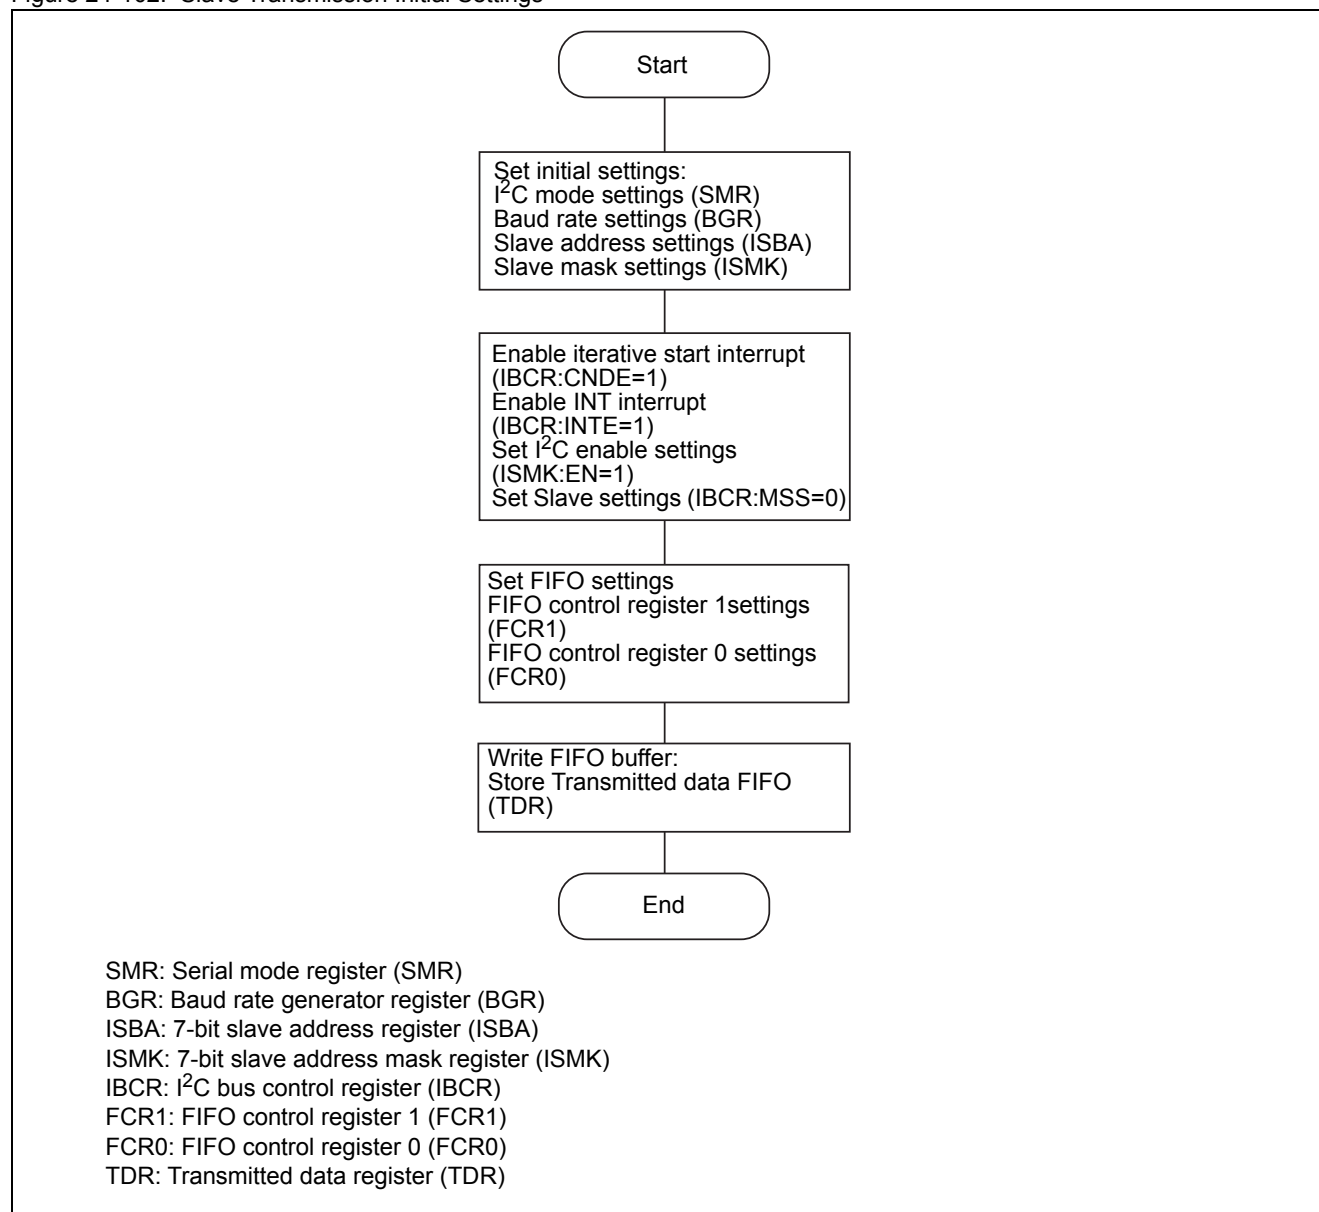 Figure 24-102. Slave Transmission Initial Settings
Start
Set initial settings:
I2C mode settings (SMR)
Baud rate settings (BGR)
Slave address settings (ISBA)
Slave mask settings (ISMK)
Enable iterative start interrupt
(IBCR:CNDE=1)
Enable INT interrupt
(IBCR:INTE=1)
Set I2C enable settings
(ISMK:EN=1)
Set Slave settings (IBCR:MSS=0)
Set FIFO settings
FIFO control register 1settings
(FCR1)
FIFO control register 0 settings
(FCR0)
Write FIFO buffer:
Store Transmitted data FIFO
(TDR)
End
SMR: Serial mode register (SMR)
BGR: Baud rate generator register (BGR)
ISBA: 7-bit slave address register (ISBA)
ISMK: 7-bit slave address mask register (ISMK)
IBCR: I2C bus control register (IBCR)
FCR1: FIFO control register 1 (FCR1)
FCR0: FIFO control register 0 (FCR0)
TDR: Transmitted data register (TDR)